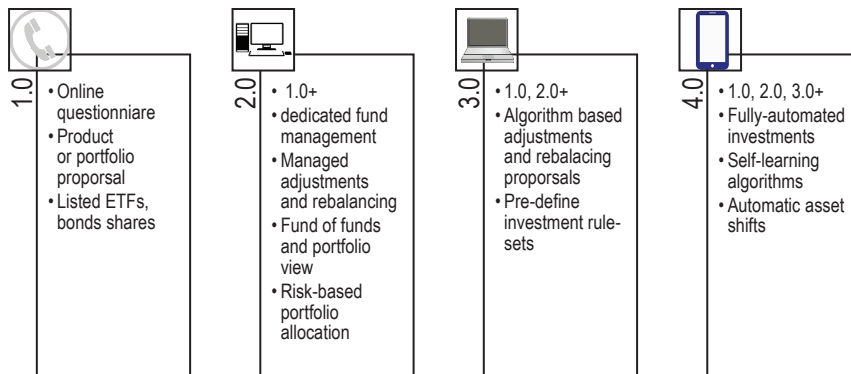 1.0
• Online
questionniare
• Product
or portfolio
proporsal
• Listed ETFs,
bonds shares
2.0
• 1.0+
• dedicated fund
management
• Managed
adjustments
and rebalancing
• Fund of funds
and portfolio
view
• Risk-based
portfolio
allocation
3.0
• 1.0, 2.0+
• Algorithm based
adjustments
and rebalacing
proporsals
• Pre-define
investment rule-
sets
4.0
• 1.0, 2.0, 3.0+
• Fully-automated
investments
• Self-learning
algorithms
• Automatic asset
shifts